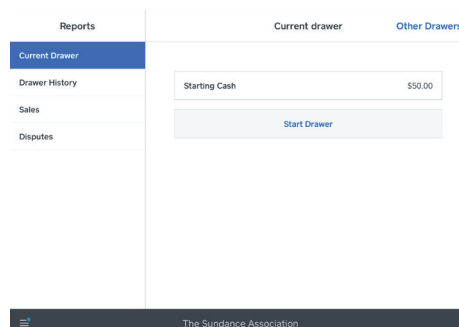 Reports
Current drawer
Other Drawers
Current Drawer
Drawer History
Sales
Disputes
Starting Cash $50.00
Start Drawer
The Sundance Association